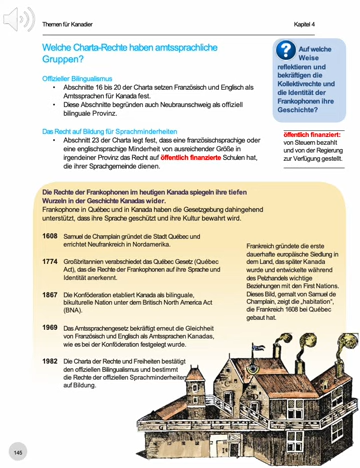 Themen für Kanadier
Kapitel 4
Welche Charta-Rechte haben amtssprachliche
Gruppen?
Offizieller Bilingualismus
• Abschnitte 16 bis 20 der Charta setzen Französisch und Englisch als
Amtssprachen für Kanada fest.
• Diese Abschnitte begründen auch Neubraunschweig als offiziell
bilinguale Provinz.
Das Recht auf Bildung für Sprachminderheiten
• Abschnitt 23 der Charta legt fest, dass eine französischsprachige oder
eine englischsprachige Minderheit von ausreichender Größe in
irgendeiner Provinz das Recht auf öffentlich finanzierte Schulen hat,
die ihrer Sprachgemeinde dienen.
? Auf welche
Weise
reflektieren und
bekräftigen die
Kollektivrechte und
die Identität der
Frankophonen ihre
Geschichte?
öffentlich finanziert:
von Steuern bezahlt
und von der Regierung
zur Verfügung gestellt.
Die Rechte der Frankophonen im heutigen Kanada spiegeln ihre tiefen
Wurzeln in der Geschichte Kanadas wider.
Frankophone in Québec und in Kanada haben die Gesetzgebung dahingehend
unterstützt, dass ihre Sprache geschützt und ihre Kultur bewahrt wird.
1608 Samuel de Champlain gründet die Stadt Québec und
errichtet Neufrankreich in Nordamerika.
1774 Großbritannien verabschiedet das Québec Gesetz (Québec
Act), das die Rechte der Frankophonen auf ihre Sprache und
Identität anerkennt.
1867 Die Konföderation etabliert Kanada als bilinguale,
bikulturelle Nation unter dem Britisch North America Act
(BNA).
1969 Das Amtssprachengesetz bekräftigt erneut die Gleichheit
von Französisch und Englisch als Amtssprachen Kanadas,
wie es bei der Konföderation festgelegt wurde.
1982 Die Charta der Rechte und Freiheiten bestätigt
den offiziellen Bilingualismus und bestimmt
die Rechte der offiziellen Sprachminderheiten
auf Bildung.
Frankreich gründete die erste
dauerhafte europäische Siedlung in
dem Land, das später Kanada
wurde und entwickelte während
des Pelzhandels wichtige
Beziehungen mit den First Nations.
Dieses Bild, gemalt von Samuel de
Champlain, zeigt die „habitation",
die Frankreich 1608 bei Québec
gebaut hat.
145